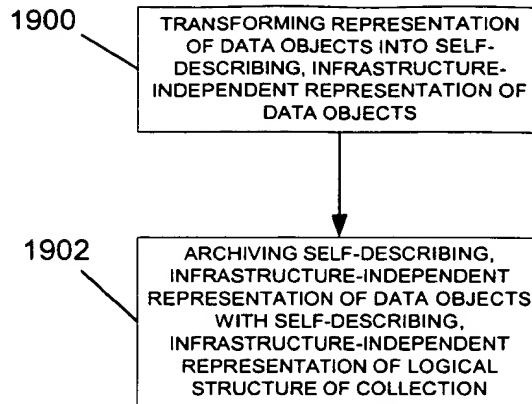 1900
TRANSFORMING REPRESENTATION
OF DATA OBJECTS INTO SELF-
DESCRIBING, INFRASTRUCTURE-
INDEPENDENT REPRESENTATION OF
DATA OBJECTS
1902
ARCHIVING SELF-DESCRIBING,
INFRASTRUCTURE-INDEPENDENT
REPRESENTATION OF DATA OBJECTS
WITH SELF-DESCRIBING,
INFRASTRUCTURE-INDEPENDENT
REPRESENTATION OF LOGICAL
STRUCTURE OF COLLECTION